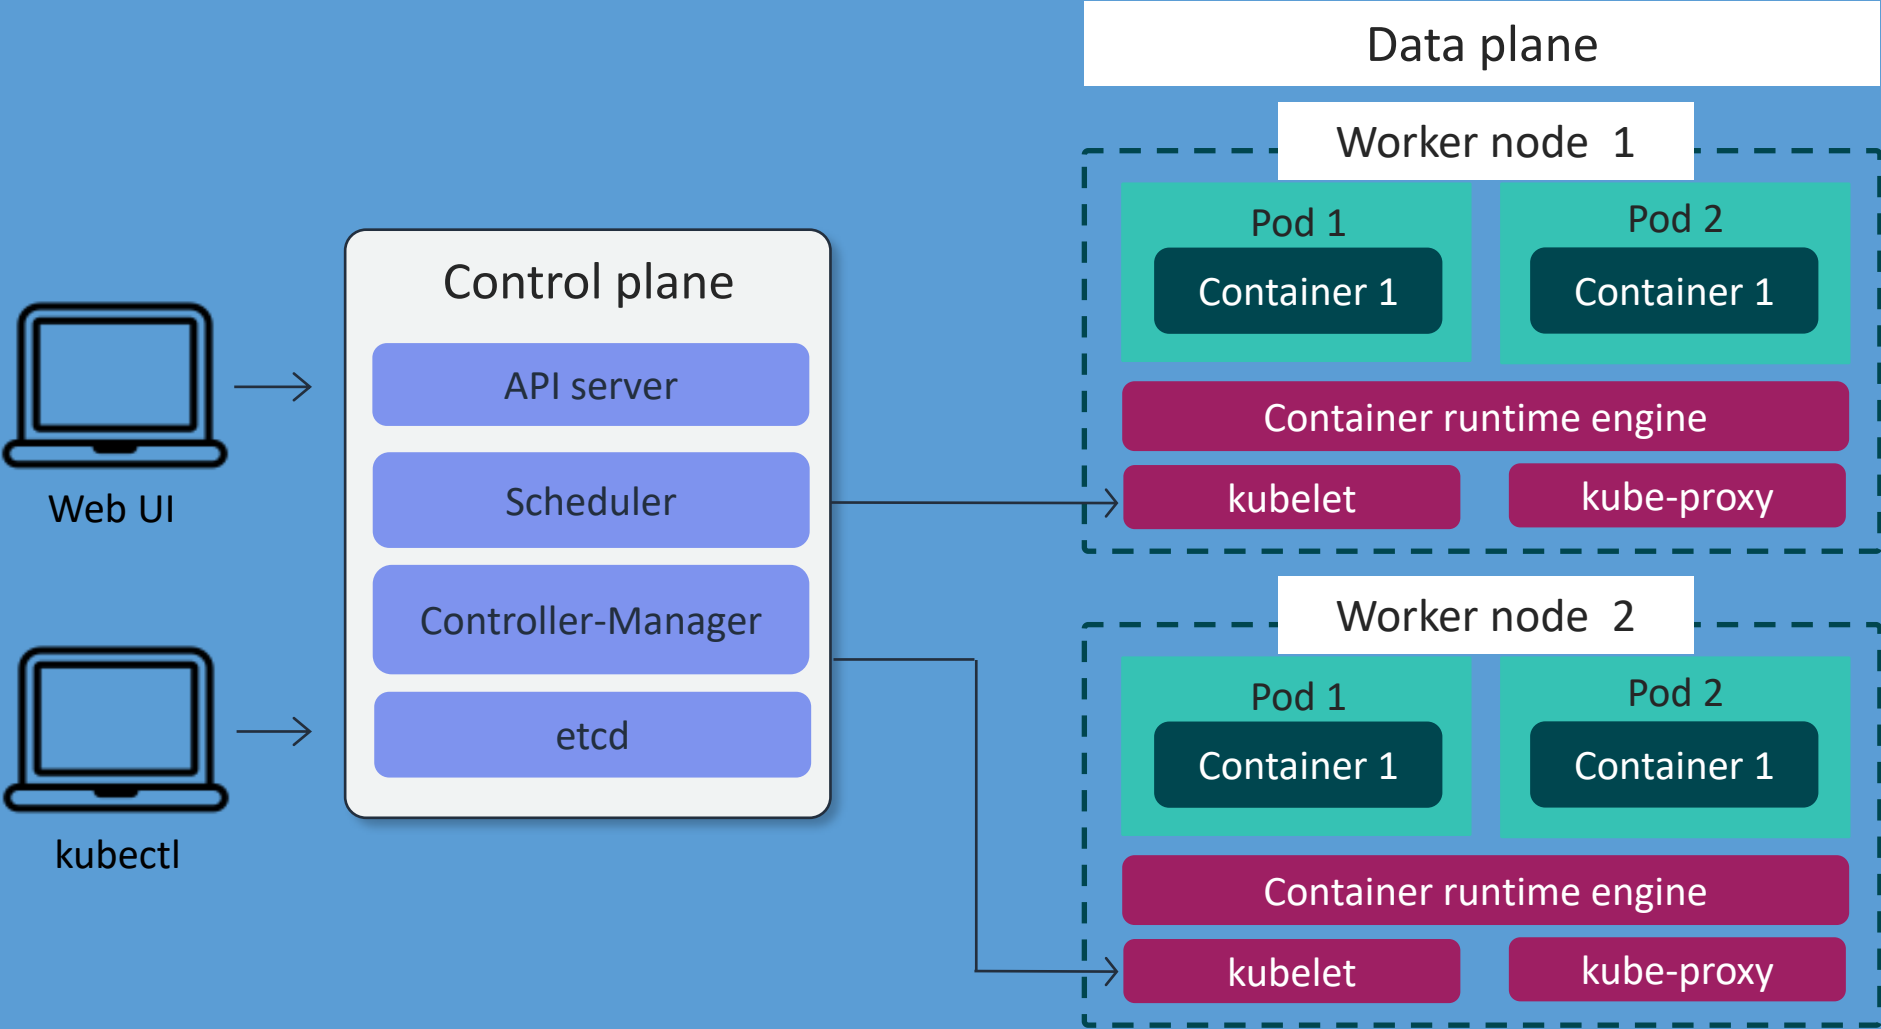 Data plane
Worker node 1
Pod 1
Pod 2
Container 1
Container 1
Container runtime engine
kubelet
kube-proxy
Control plane
API server
Scheduler
Controller-Manager
etcd
Web UI
kubectl
Worker node 2
Pod 1
Pod 2
Container 1
Container 1
Container runtime engine
kubelet
kube-proxy